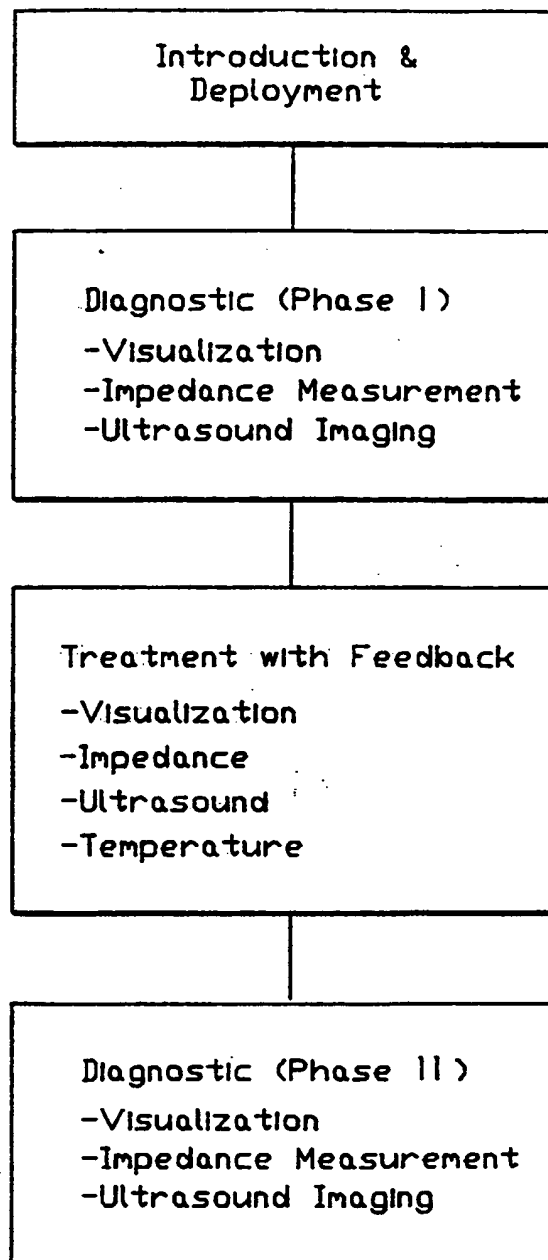 Introduction &
Deployment
Diagnostic (Phase I)
-Visualization
-Impedance Measurement
-Ultrasound Imaging
Treatment with Feedback
-Visualization
-Impedance
-Ultrasound
-Temperature
Diagnostic (Phase II)
-Visualization
-Impedance Measurement
-Ultrasound Imaging